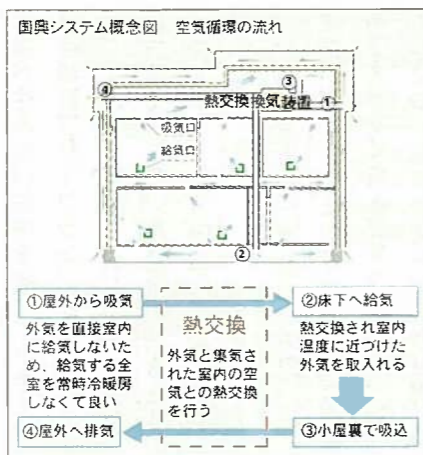 国興システム概念図 空気循環の流れ
④
③
熱交換換気装置
①
吸気口
給気口
②
①屋外から吸気
外気を直接室内
に給気しないた
め、給気する全
室を常時冷暖房
しなくて良い
熱交換
外気と集気さ
れた室内の空
気との熱交換
を行う
②床下へ給気
熱交換され室内
温度に近づけた
外気を取入れる
④屋外へ排気
③小屋裏で吸込